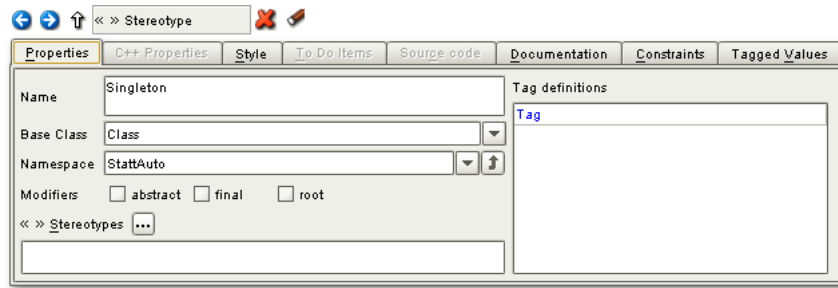 « » Stereotype
Properties C++ Properties Style To Do Items Source code Documentation Constraints Tagged Values
Name Singleton
Tag definitions
Tag
Base Class Class
Namespace StattAuto
Modifiers abstract final root
« » Stereotypes ...